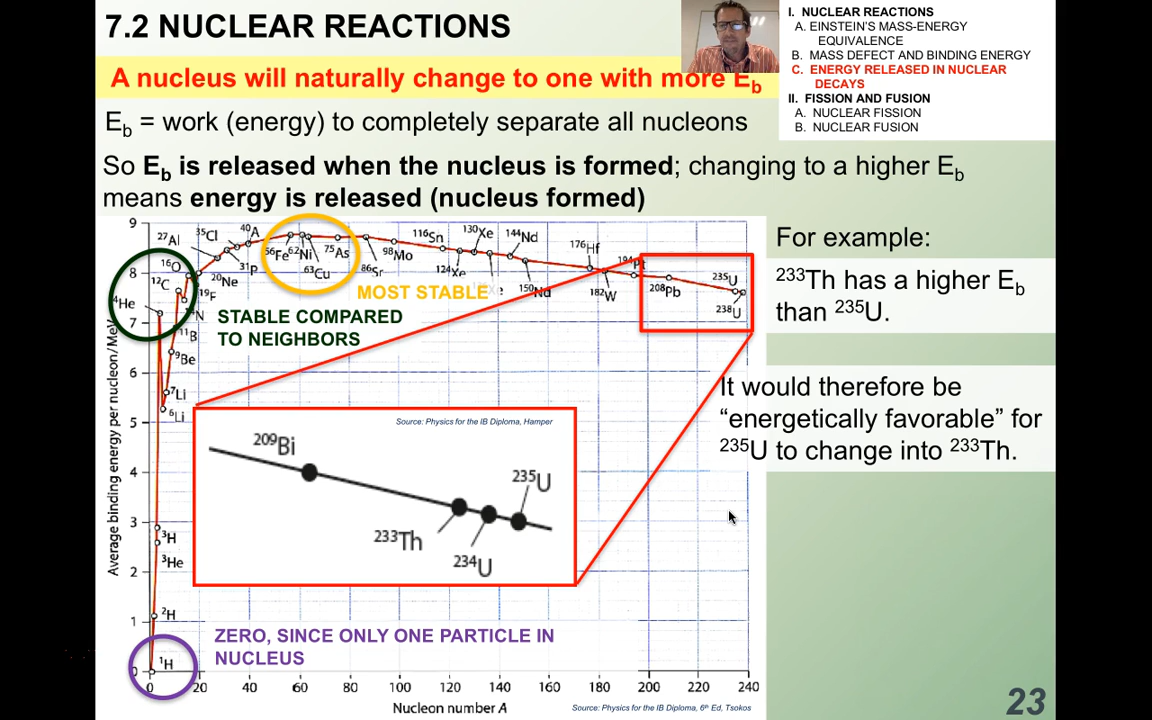 7.2 NUCLEAR REACTIONS
I. NUCLEAR REACTIONS
A. EINSTEIN'S MASS-ENERGY
EQUIVALENCE
B. MASS DEFECT AND BINDING ENERGY
C. ENERGY RELEASED IN NUCLEAR
DECAYS
II. FISSION AND FUSION
A. NUCLEAR FISSION
B. NUCLEAR FUSION
A nucleus will naturally change to one with more Eb
Eb = work (energy) to completely separate all nucleons
So Eb is released when the nucleus is formed; changing to a higher Eb
means energy is released (nucleus formed)
For example:
²³³Th has a higher Eb
than ²³⁵U.
It would therefore be
“energetically favorable” for
²³⁵U to change into ²³³Th.
Average binding energy per nucleon/MeV
9
8
7
6
5
4
3
2
1
0
²⁷Al
³⁵Cl
⁴⁰A
¹⁶O
¹²C
⁴He
²⁰Ne
³¹P
¹⁹F
¹¹B
⁹Be
⁷Li
⁶Li
³H
³He
²H
¹H
⁵⁶Fe
⁶²Ni
⁷⁵As
⁶³Cu
⁸⁶Sr
⁹⁸Mo
¹¹⁶Sn
¹³⁰Xe
¹⁴⁴Nd
¹²⁴Xe
¹⁵⁰Nd
¹⁷⁶Hf
¹⁸²W
¹⁹⁴Pt
²⁰⁸Pb
²³⁵U
²³⁸U
MOST STABLE
STABLE COMPARED
TO NEIGHBORS
Source: Physics for the IB Diploma, Hamper
²⁰⁹Bi
²³⁵U
²³³Th
²³⁴U
ZERO, SINCE ONLY ONE PARTICLE IN
NUCLEUS
0 20 40 60 80 100 120 140 160 180 200 220 240
Nucleon number A
Source: Physics for the IB Diploma, 6th Ed, Tsokos
23